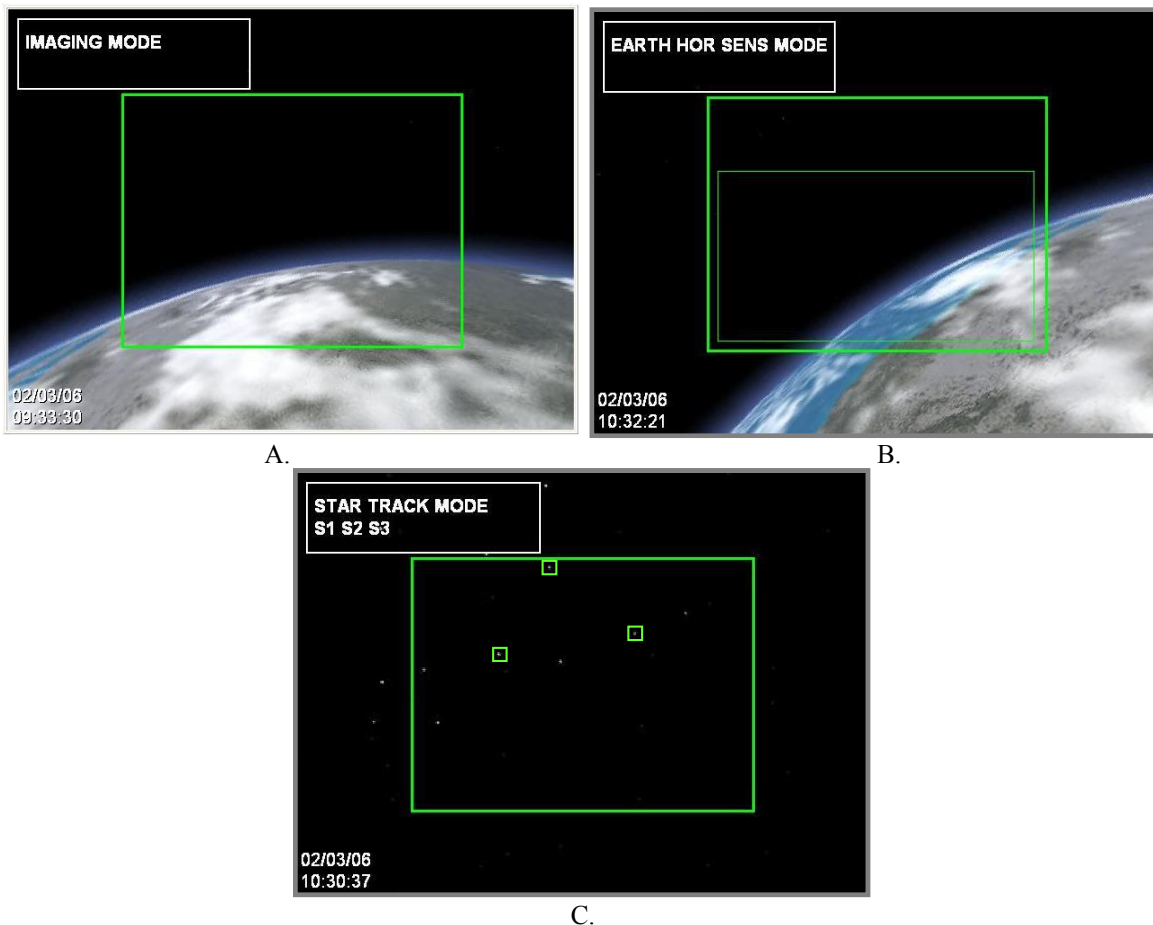 IMAGING MODE
02/03/06
09:33:30
A.
EARTH HOR SENS MODE
02/03/06
10:32:21
B.
STAR TRACK MODE
S1 S2 S3
02/03/06
10:30:37
C.